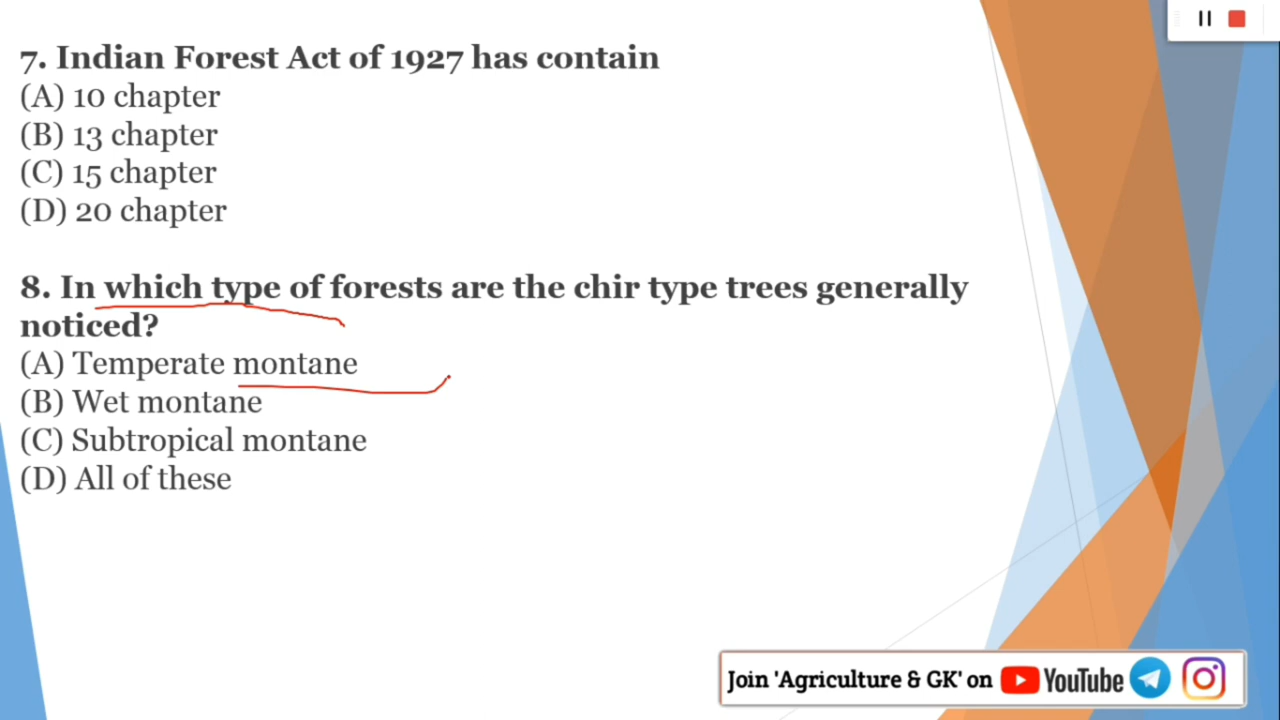 7. Indian Forest Act of 1927 has contain
(A) 10 chapter
(B) 13 chapter
(C) 15 chapter
(D) 20 chapter
8. In which type of forests are the chir type trees generally
noticed?
(A) Temperate montane
(B) Wet montane
(C) Subtropical montane
(D) All of these
Join 'Agriculture & GK' on YouTube